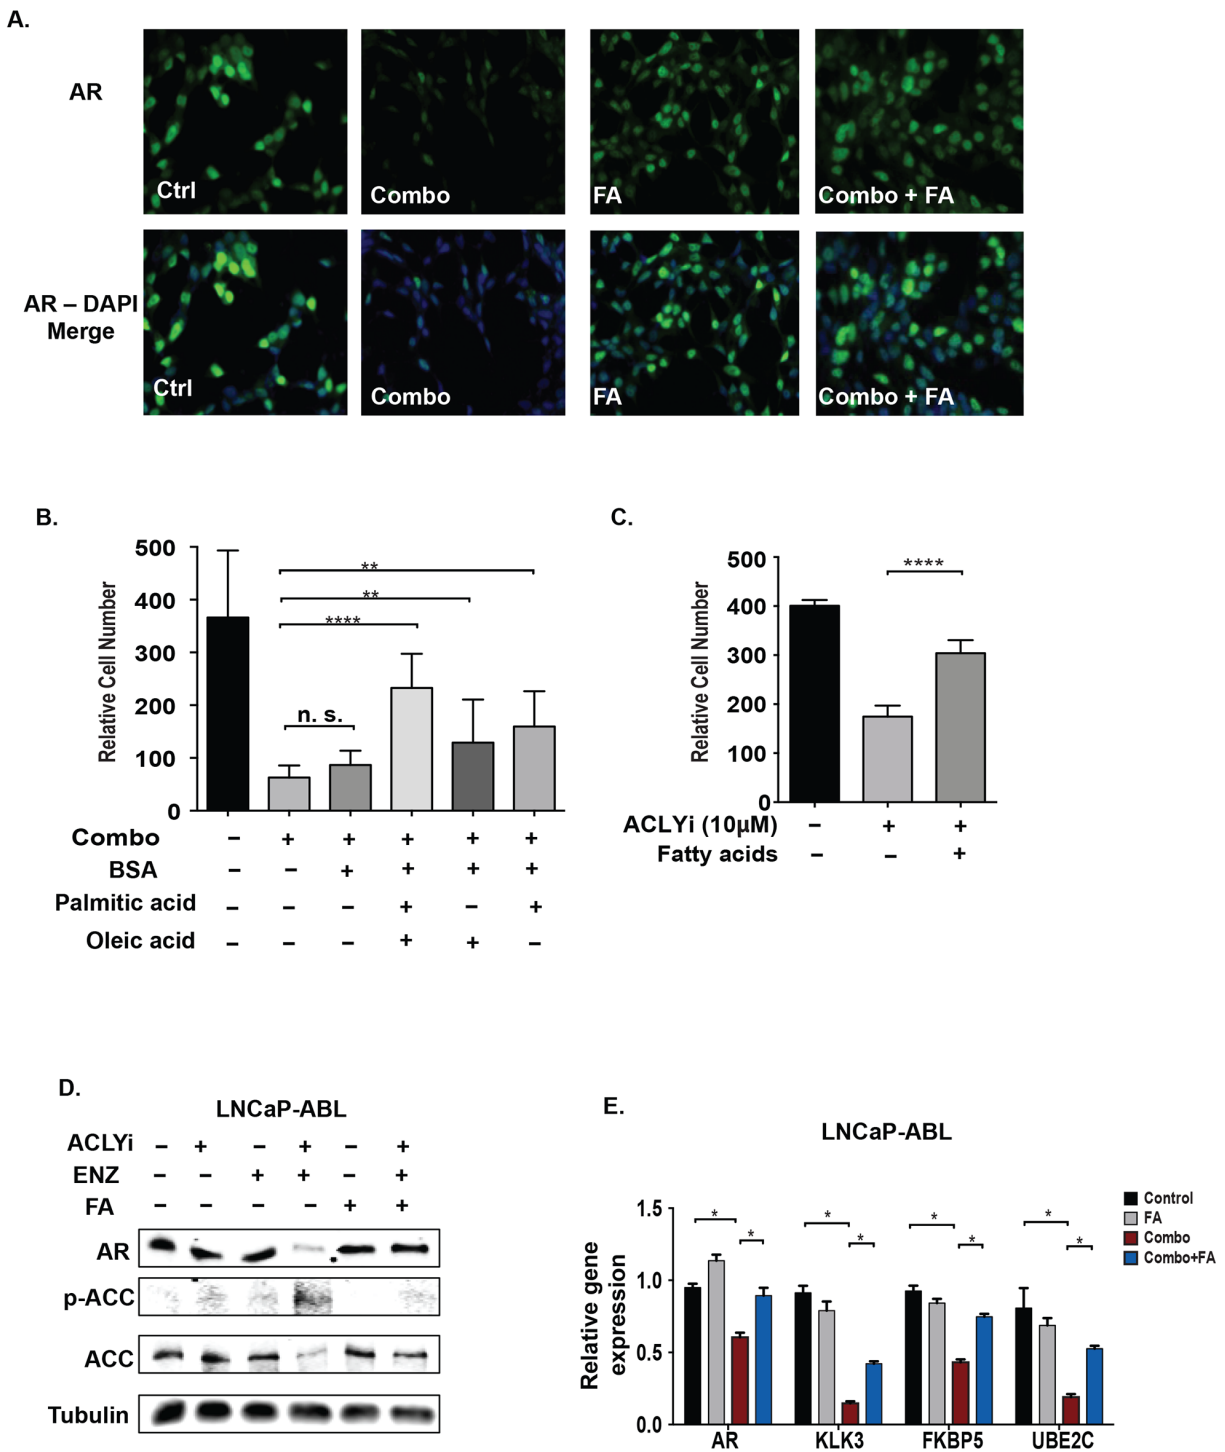 A.
AR
Ctrl
Combo
FA
Combo + FA
AR – DAPI
Merge
Ctrl
Combo
FA
Combo + FA
B.
Relative Cell Number
500
400
300
200
100
0
**
**
****
n. s.
Combo − + + + + +
BSA − − + + + +
Palmitic acid − − − + − +
Oleic acid − − − + + −
C.
Relative Cell Number
500
400
300
200
100
0
****
ACLYi (10µM) − + +
Fatty acids − − +
D.
LNCaP-ABL
ACLYi − + − + − +
ENZ − − + + − +
FA − − − − + +
AR
p-ACC
ACC
Tubulin
E.
LNCaP-ABL
Relative gene
expression
1.5
1.0
0.5
0.0
* * * *
* * * *
AR KLK3 FKBP5 UBE2C
Control
FA
Combo
Combo+FA